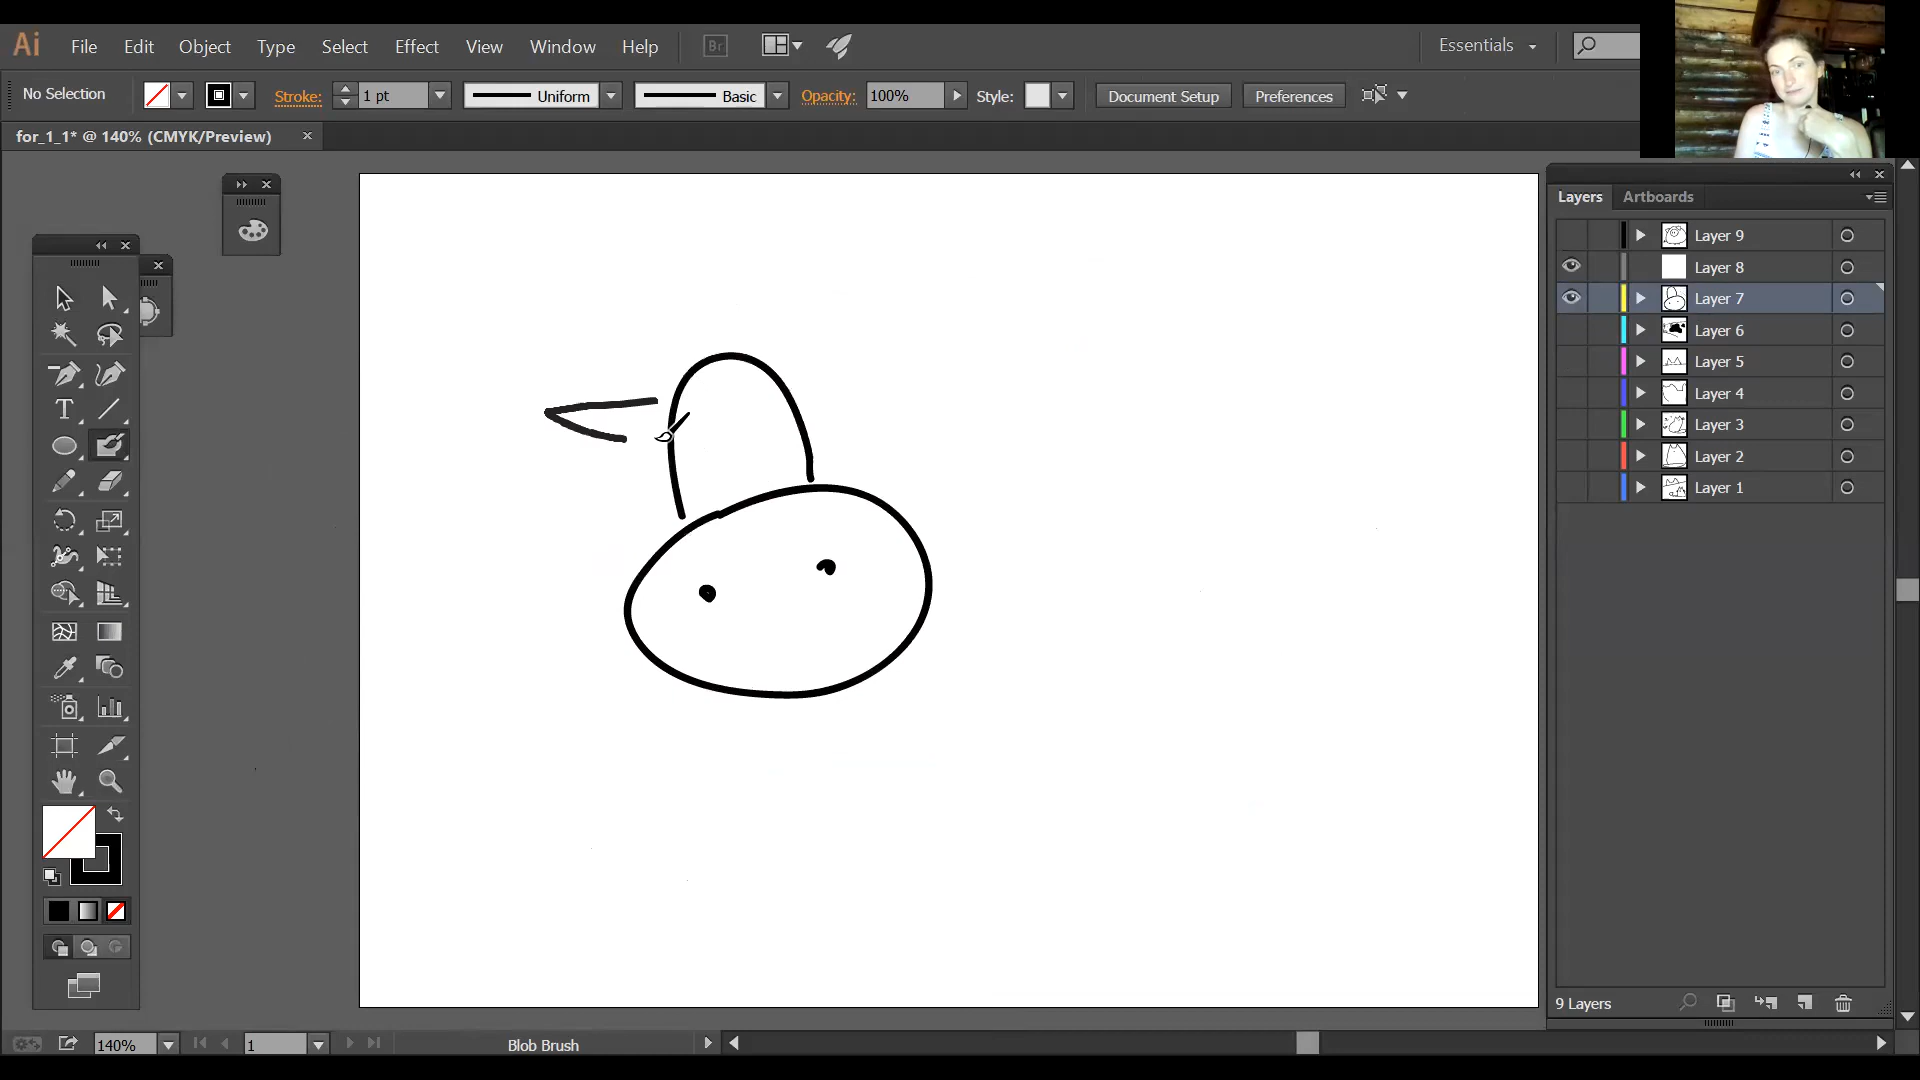 Ai File Edit Object Type Select Effect View Window Help Br Essentials
No Selection Stroke: 1 pt Uniform Basic Opacity: 100% Style: Document Setup Preferences
for_1_1* @ 140% (CMYK/Preview)
Layers Artboards
Layer 9
Layer 8
Layer 7
Layer 6
Layer 5
Layer 4
Layer 3
Layer 2
Layer 1
T
9 Layers
140% 1 Blob Brush